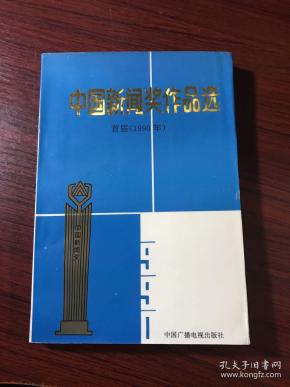 中国新闻奖作品选
首届(1990年)
1991
中国广播电视出版社
孔夫子旧书网